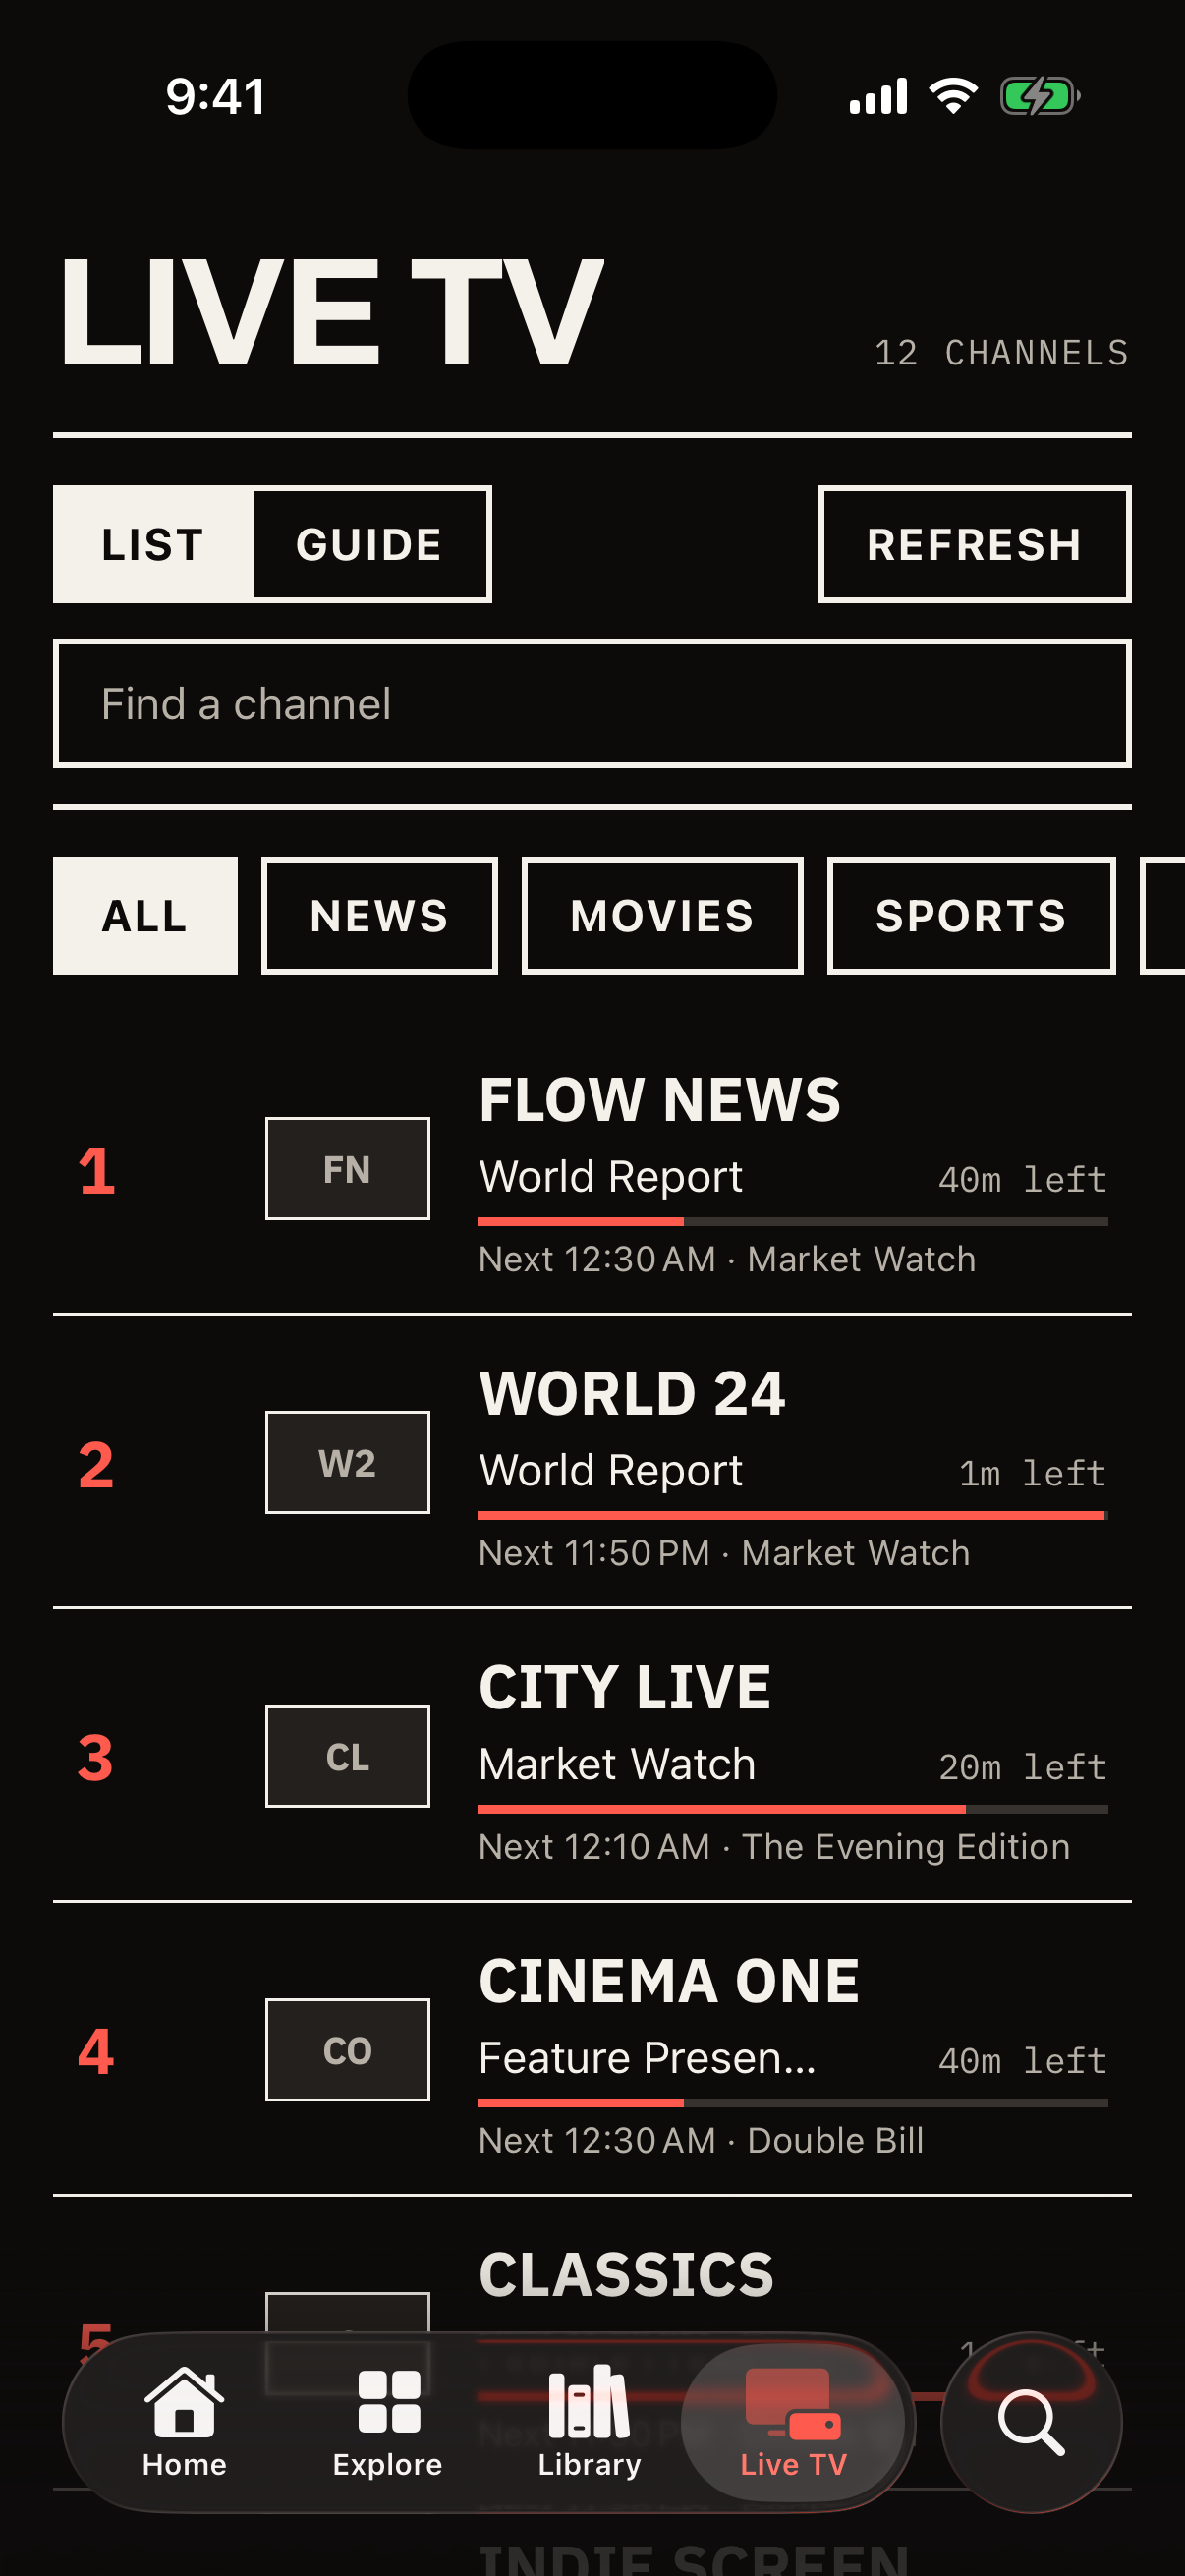 9:41
LIVE TV
12 CHANNELS
LIST GUIDE REFRESH
Find a channel
ALL NEWS MOVIES SPORTS
FLOW NEWS
1 FN World Report 40m left
Next 12:30 AM · Market Watch
WORLD 24
2 W2 World Report 1m left
Next 11:50 PM · Market Watch
CITY LIVE
3 CL Market Watch 20m left
Next 12:10 AM · The Evening Edition
CINEMA ONE
4 CO Feature Presen... 40m left
Next 12:30 AM · Double Bill
CLASSICS
5
Home Explore Library Live TV
INDIE SCREEN